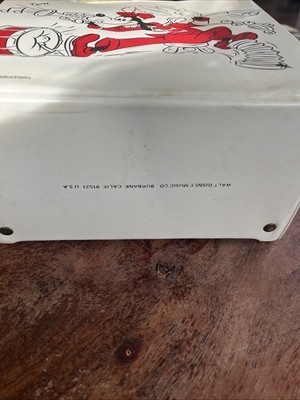 WALT DISNEY MUSIC CO. BURBANK, CALIF. 91521 U.S.A